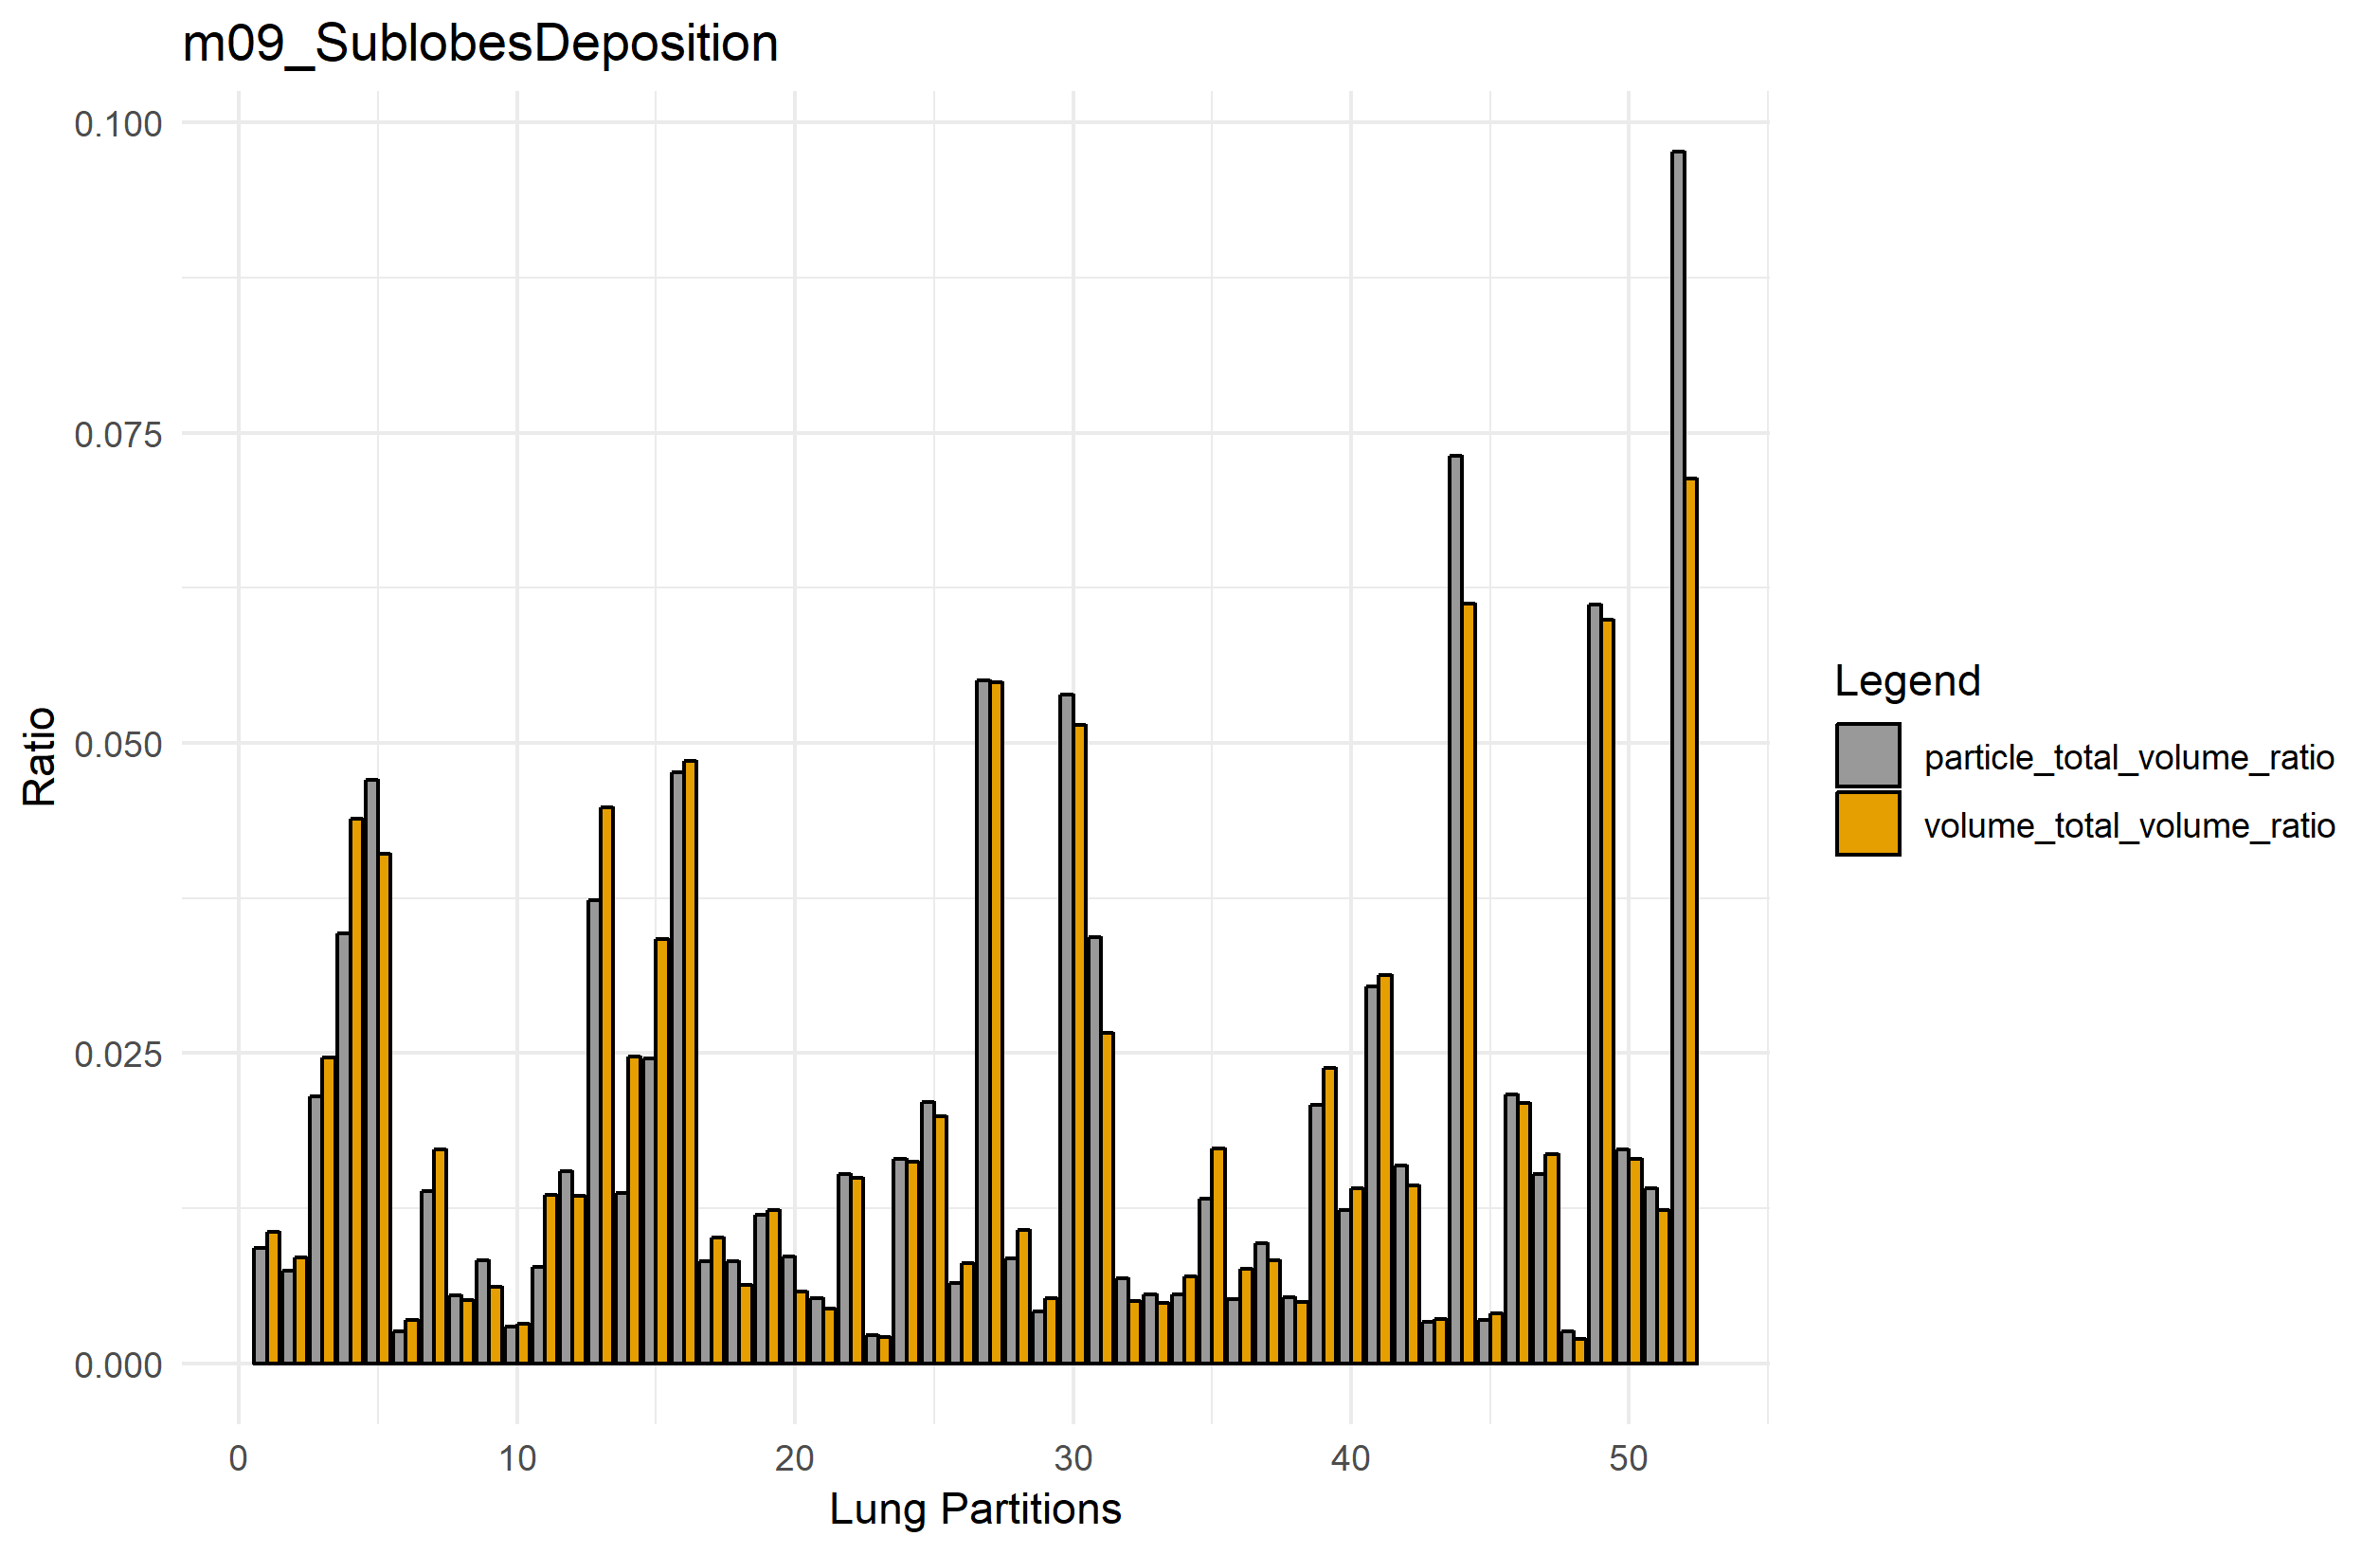 m09_SublobesDeposition
0.100
0.075
0.050
0.025
0.000
Ratio
0 10 20 30 40 50
Lung Partitions
Legend
particle_total_volume_ratio
volume_total_volume_ratio